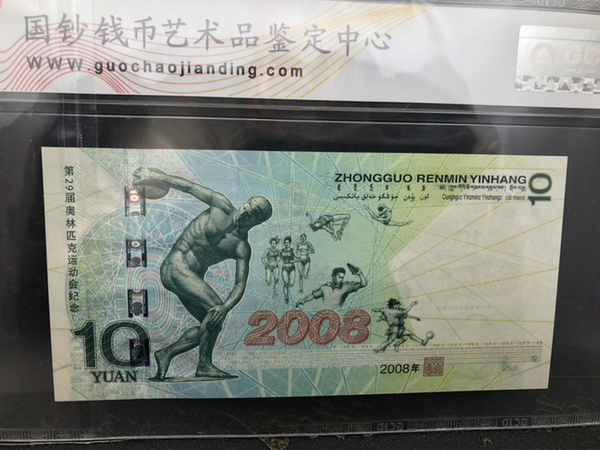 国钞钱币艺术品鉴定中心
www.guochaojianding.com
第29届奥林匹克运动会纪念
ZHONGGUO RENMIN YINHANG
10
2008
10
YUAN
2008年